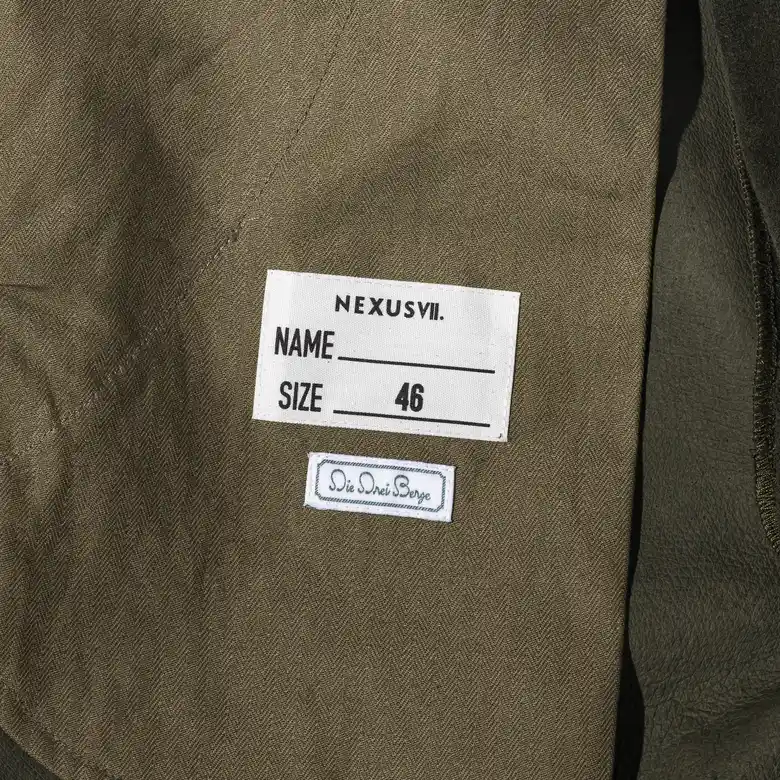 NEXUSVII.
NAME
SIZE 46
Die Drei Berge